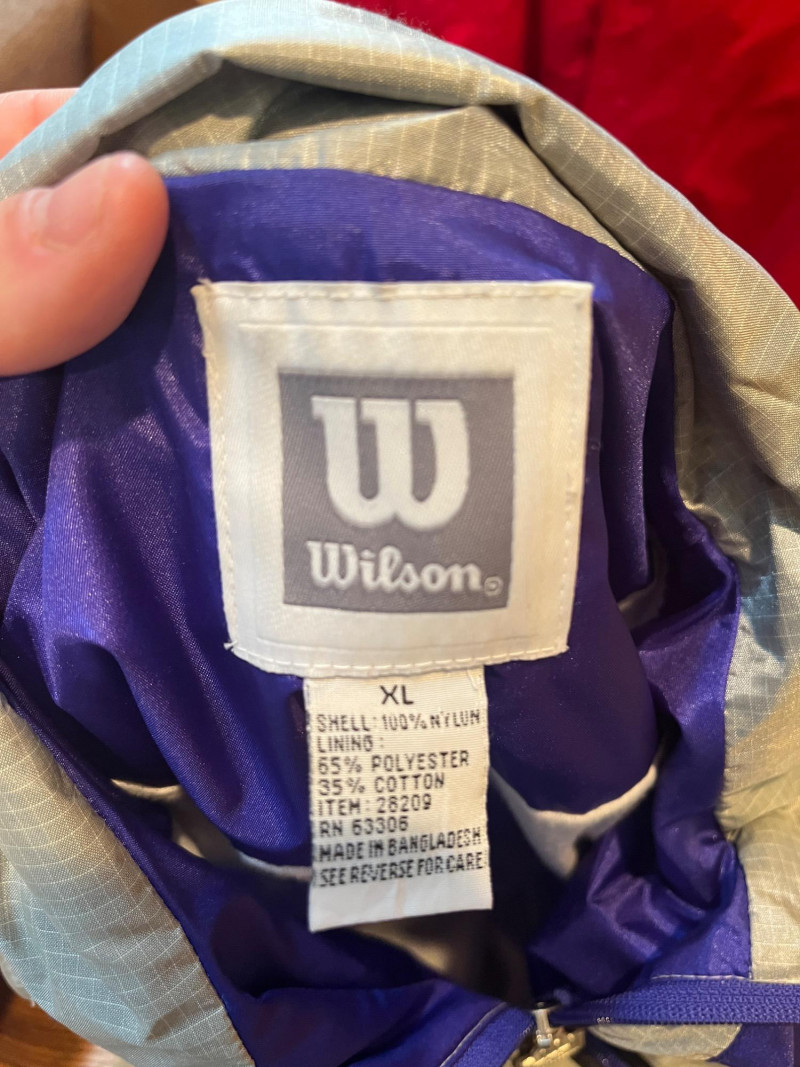 W
Wilson®
XL
SHELL: 100% NYLON
LINING:
65% POLYESTER
35% COTTON
ITEM: 28209
RN 63306
MADE IN BANGLADESH
SEE REVERSE FOR CARE